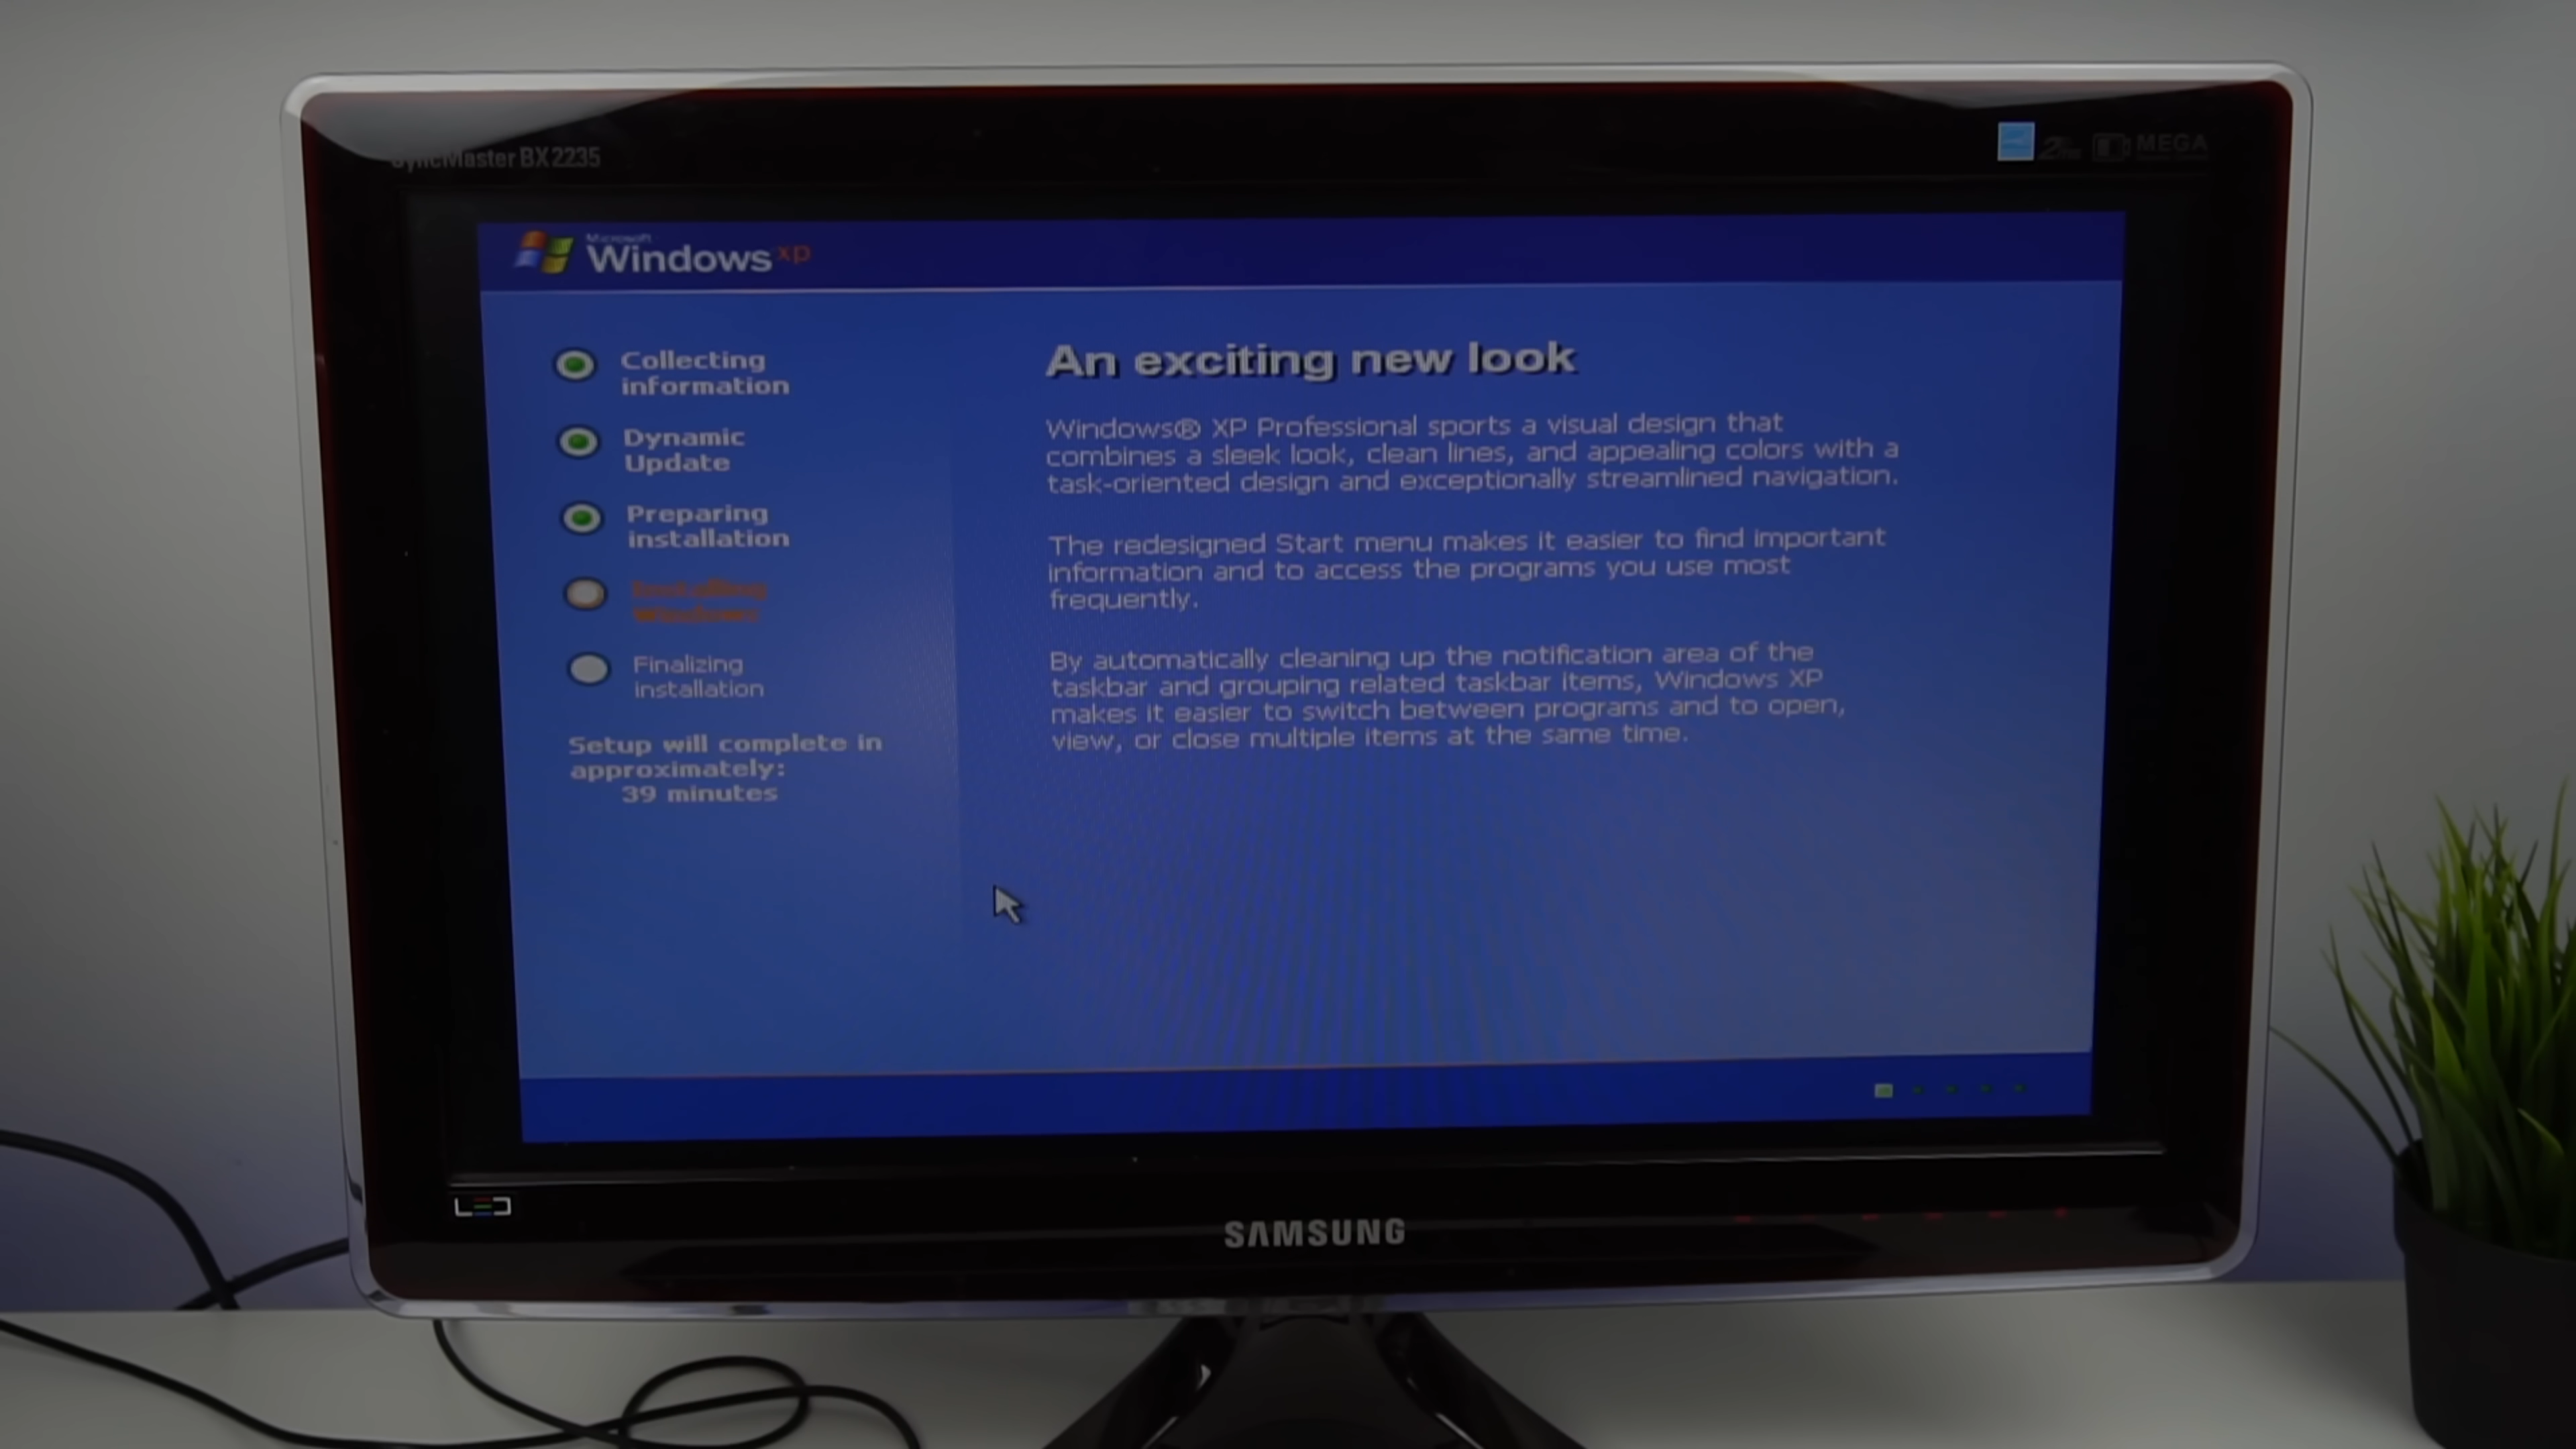 SyncMaster BX2235
MEGA
Microsoft
Windows xp
Collecting
information
Dynamic
Update
Preparing
installation
Installing
Windows
Finalizing
installation
Setup will complete in
approximately:
39 minutes
An exciting new look
Windows® XP Professional sports a visual design that
combines a sleek look, clean lines, and appealing colors with a
task-oriented design and exceptionally streamlined navigation.
The redesigned Start menu makes it easier to find important
information and to access the programs you use most
frequently.
By automatically cleaning up the notification area of the
taskbar and grouping related taskbar items, Windows XP
makes it easier to switch between programs and to open,
view, or close multiple items at the same time.
LED
SAMSUNG